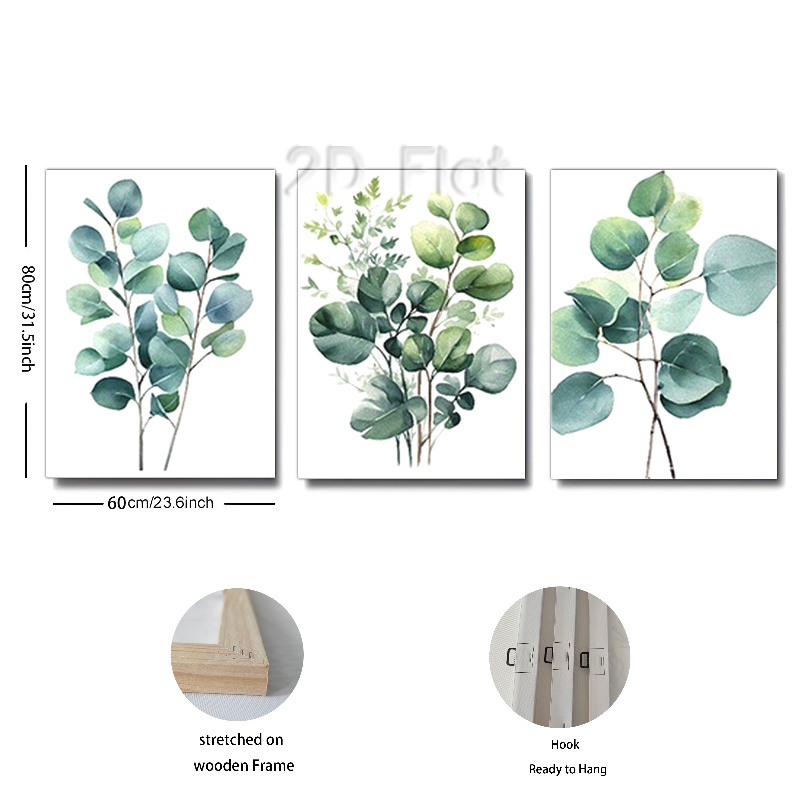 2D Flat
80cm/31.5inch
60cm/23.6inch
stretched on
wooden Frame
Hook
Ready to Hang